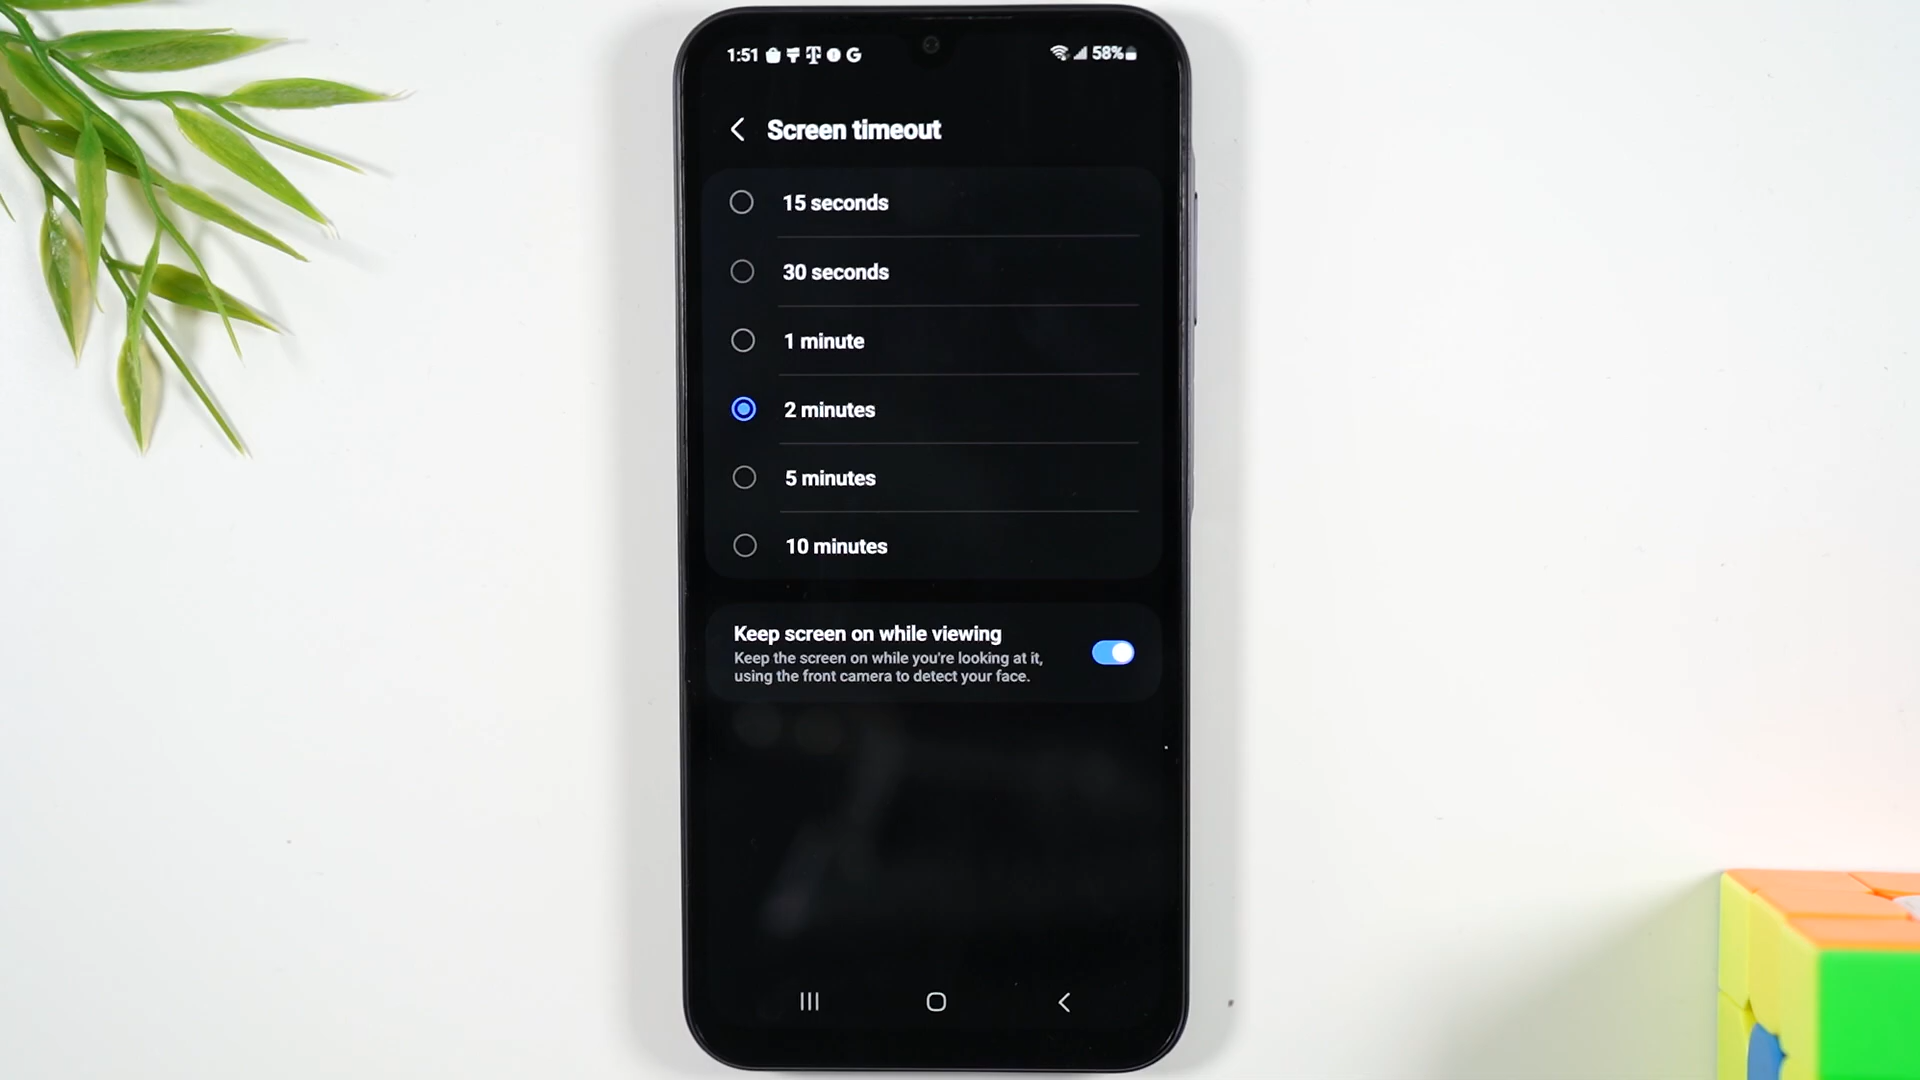 1:51 G 58%
Screen timeout
15 seconds
30 seconds
1 minute
2 minutes
5 minutes
10 minutes
Keep screen on while viewing
Keep the screen on while you're looking at it,
using the front camera to detect your face.